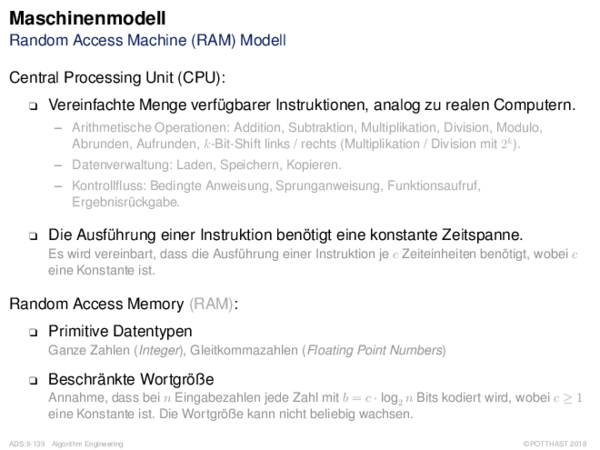 Maschinenmodell
Random Access Machine (RAM) Modell
Central Processing Unit (CPU):
❑ Vereinfachte Menge verfügbarer Instruktionen, analog zu realen Computern.
– Arithmetische Operationen: Addition, Subtraktion, Multiplikation, Division, Modulo,
Abrunden, Aufrunden, k-Bit-Shift links / rechts (Multiplikation / Division mit 2^k).
– Datenverwaltung: Laden, Speichern, Kopieren.
– Kontrollfluss: Bedingte Anweisung, Sprunganweisung, Funktionsaufruf,
Ergebnisrückgabe.
❑ Die Ausführung einer Instruktion benötigt eine konstante Zeitspanne.
Es wird vereinbart, dass die Ausführung einer Instruktion je c Zeiteinheiten benötigt, wobei c
eine Konstante ist.
Random Access Memory (RAM):
❑ Primitive Datentypen
Ganze Zahlen (Integer), Gleitkommazahlen (Floating Point Numbers)
❑ Beschränkte Wortgröße
Annahme, dass bei n Eingabezahlen jede Zahl mit b = c · log₂ n Bits kodiert wird, wobei c ≥ 1
eine Konstante ist. Die Wortgröße kann nicht beliebig wachsen.
ADS:II-139 Algorithm Engineering ©POTTHAST 2018